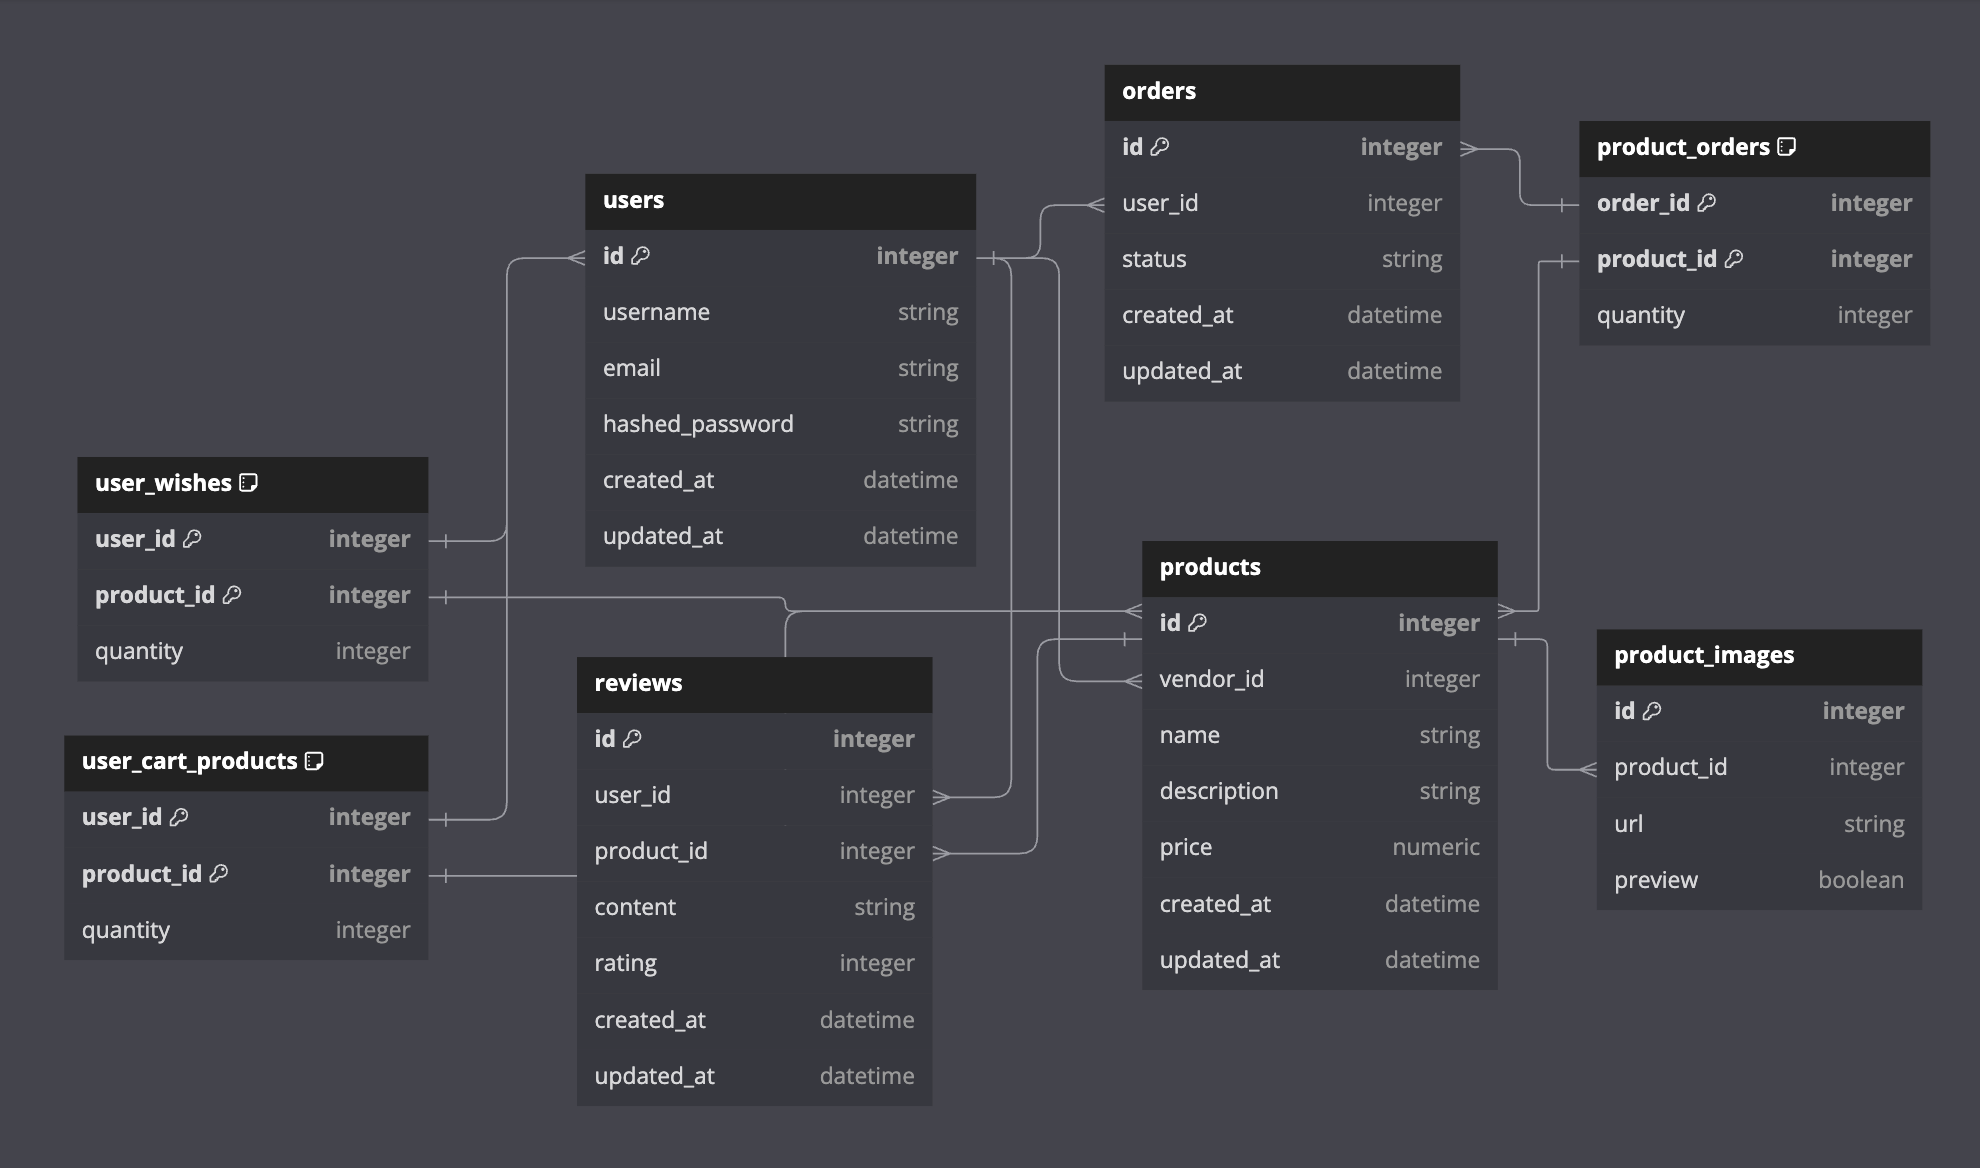 orders
id integer
user_id integer
status string
created_at datetime
updated_at datetime
product_orders
order_id integer
product_id integer
quantity integer
users
id integer
username string
email string
hashed_password string
created_at datetime
updated_at datetime
user_wishes
user_id integer
product_id integer
quantity integer
products
id integer
vendor_id integer
name string
description string
price numeric
created_at datetime
updated_at datetime
product_images
id integer
product_id integer
url string
preview boolean
reviews
id integer
user_id integer
product_id integer
content string
rating integer
created_at datetime
updated_at datetime
user_cart_products
user_id integer
product_id integer
quantity integer